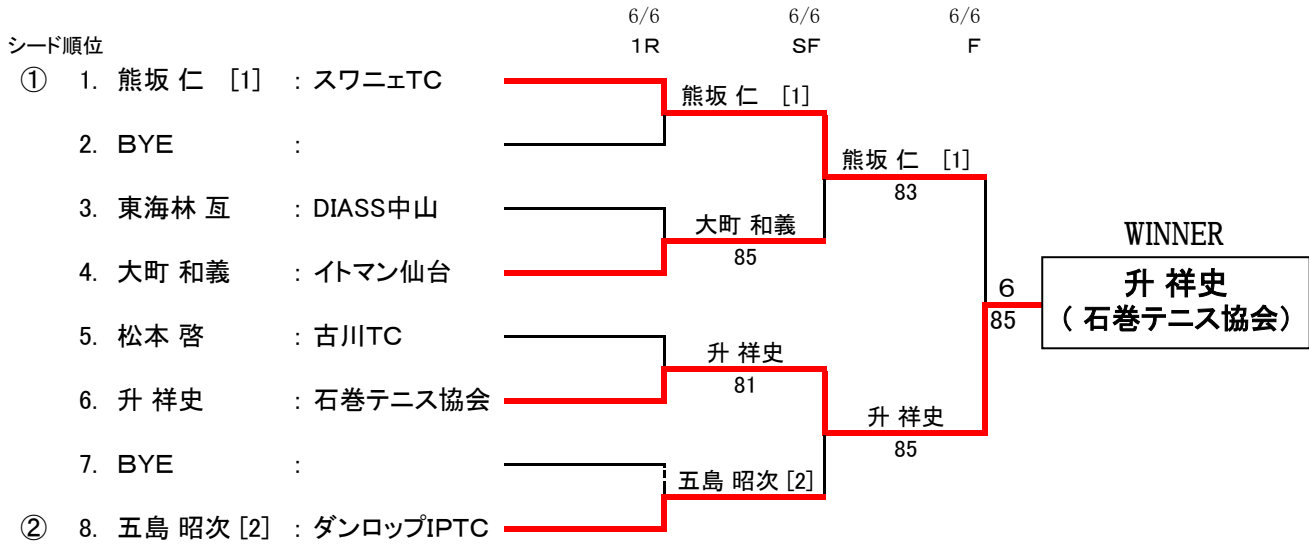 6/6 6/6 6/6
シード順位 1R SF F
① 1. 熊坂 仁 [1] : スワニェTC
熊坂 仁 [1]
2. BYE :
熊坂 仁 [1]
83
3. 東海林 亙 : DIASS中山
大町 和義
85
4. 大町 和義 : イトマン仙台
WINNER
升 祥史
(石巻テニス協会)
6
85
5. 松本 啓 : 古川TC
升 祥史
81
6. 升 祥史 : 石巻テニス協会
升 祥史
85
7. BYE :
五島 昭次 [2]
② 8. 五島 昭次 [2] : ダンロップIPTC